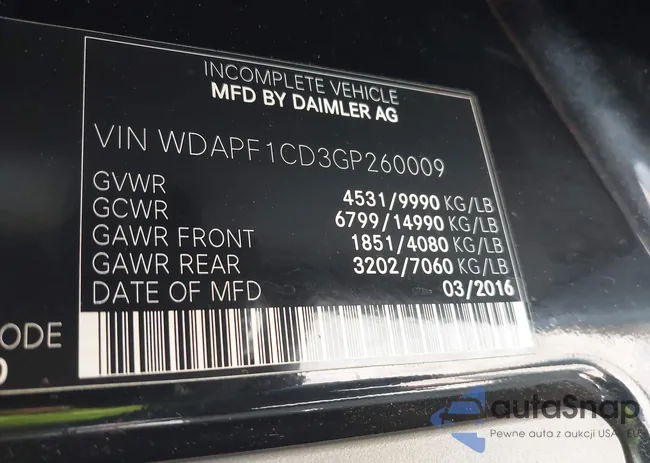 INCOMPLETE VEHICLE
MFD BY DAIMLER AG
VIN WDAPF1CD3GP260009
GVWR 4531/9990 KG/LB
GCWR 6799/14990 KG/LB
GAWR FRONT 1851/4080 KG/LB
GAWR REAR 3202/7060 KG/LB
DATE OF MFD 03/2016
ODE
autaSnap
Pewne auta z aukcji USA i EU